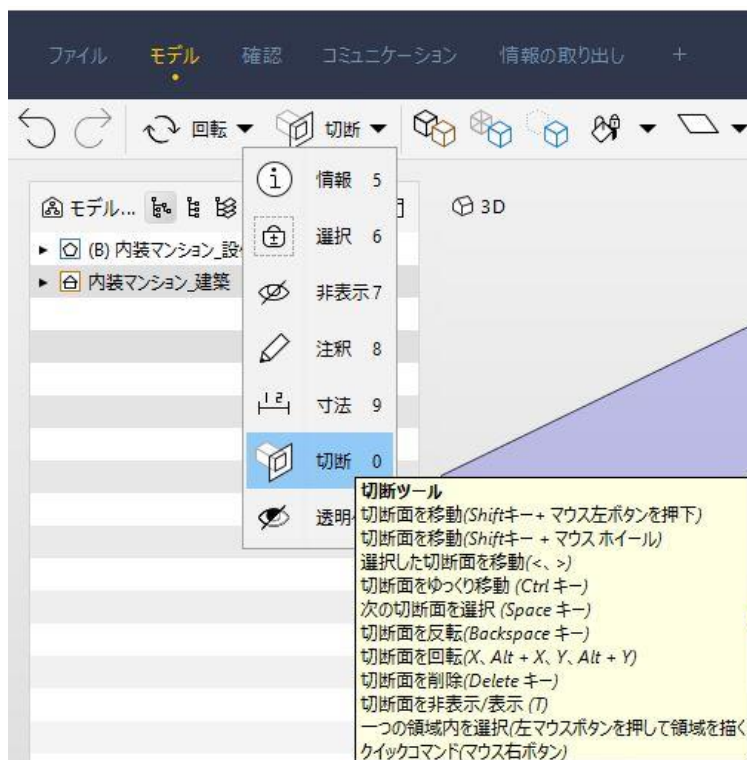 ファイル モデル 確認 コミュニケーション 情報の取り出し +
回転 切断
モデル... 3D
(B) 内装マンション_設
内装マンション_建築
情報 5
選択 6
非表示 7
注釈 8
寸法 9
切断 0
透明
切断ツール
切断面を移動(Shiftキー+ マウス左ボタンを押下)
切断面を移動(Shiftキー + マウス ホイール)
選択した切断面を移動(<、>)
切断面をゆっくり移動 (Ctrl キー)
次の切断面を選択 (Space キー)
切断面を反転(Backspace キー)
切断面を回転(X、Alt + X、Y、Alt + Y)
切断面を削除(Delete キー)
切断面を非表示/表示 (T)
一つの領域内を選択(左マウスボタンを押して領域を描く
クイックコマンド(マウス右ボタン)